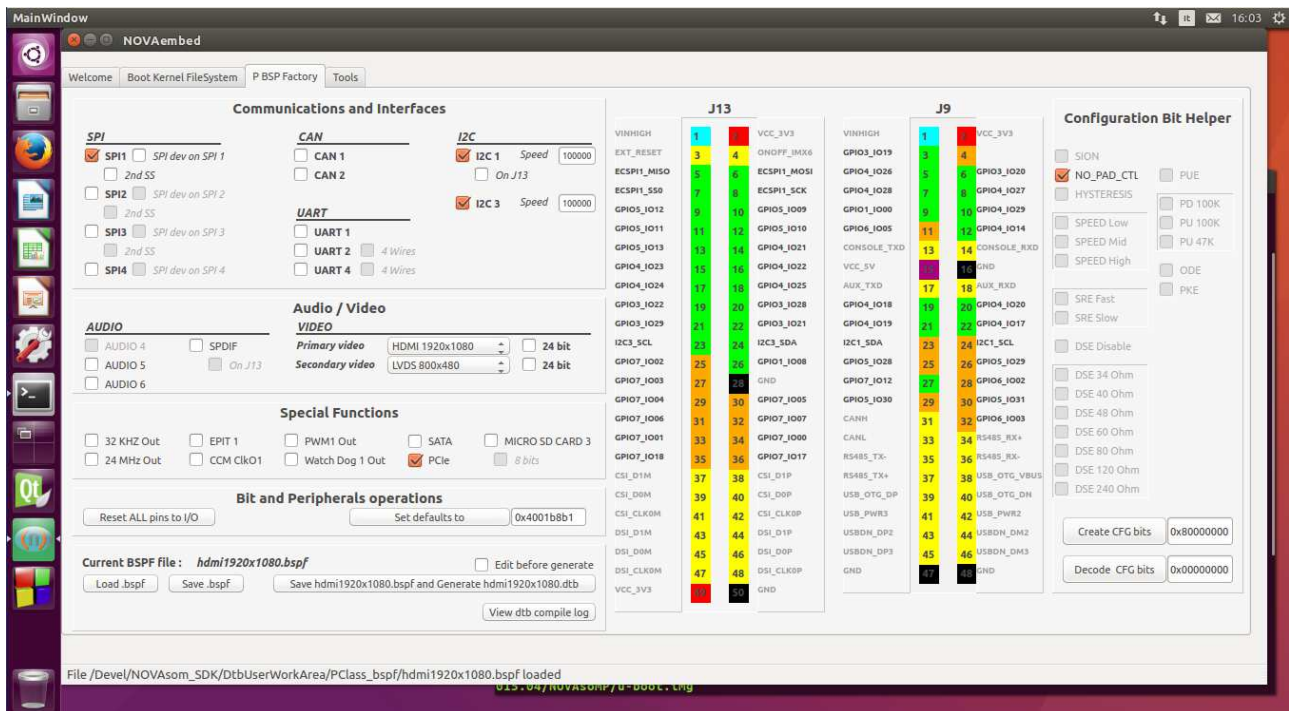 MainWindow
It
16:03
NOVAembed
Welcome
Boot Kernel FileSystem
P BSP Factory
Tools
Communications and Interfaces
SPI
SPI1 SPI dev on SPI 1
2nd SS
SPI2 SPI dev on SPI 2
2nd SS
SPI3 SPI dev on SPI 3
2nd SS
SPI4 SPI dev on SPI 4
CAN
CAN 1
CAN 2
UART
UART 1
UART 2 4 Wires
UART 4 4 Wires
I2C
I2C 1 Speed 100000
On J13
I2C 3 Speed 100000
Audio / Video
AUDIO
AUDIO 4 SPDIF
AUDIO 5 On J13
AUDIO 6
VIDEO
Primary video HDMI 1920x1080 24 bit
Secondary video LVDS 800x480 24 bit
Special Functions
32 KHZ Out EPIT 1 PWM1 Out SATA MICRO SD CARD 3
24 MHz Out CCM ClkO1 Watch Dog 1 Out PCIe 8 bits
Bit and Peripherals operations
Reset ALL pins to I/O Set defaults to 0x4001b8b1
Current BSPF file : hdmi1920x1080.bspf Edit before generate
Load .bspf Save .bspf Save hdmi1920x1080.bspf and Generate hdmi1920x1080.dtb
View dtb compile log
J13
VINHIGH 1 2 VCC_3V3
EXT_RESET 3 4 ONOFF_IMX6
ECSPI1_MISO 5 6 ECSPI1_MOSI
ECSPI1_SS0 7 8 ECSPI1_SCK
GPIO5_IO12 9 10 GPIO5_IO09
GPIO5_IO11 11 12 GPIO5_IO10
GPIO5_IO13 13 14 GPIO4_IO21
GPIO4_IO23 15 16 GPIO4_IO22
GPIO4_IO24 17 18 GPIO4_IO25
GPIO3_IO22 19 20 GPIO3_IO28
GPIO3_IO29 21 22 GPIO3_IO21
I2C3_SCL 23 24 I2C3_SDA
GPIO7_IO02 25 26 GPIO1_IO08
GPIO7_IO03 27 28 GND
GPIO7_IO04 29 30 GPIO7_IO05
GPIO7_IO06 31 32 GPIO7_IO07
GPIO7_IO01 33 34 GPIO7_IO00
GPIO7_IO18 35 36 GPIO7_IO17
CSI_D1M 37 38 CSI_D1P
CSI_D0M 39 40 CSI_D0P
CSI_CLK0M 41 42 CSI_CLK0P
DSI_D1M 43 44 DSI_D1P
DSI_D0M 45 46 DSI_D0P
DSI_CLK0M 47 48 DSI_CLK0P
VCC_3V3 49 50 GND
J9
VINHIGH 1 2 VCC_3V3
GPIO3_IO19 3 4
GPIO4_IO26 5 6 GPIO3_IO20
GPIO4_IO28 7 8 GPIO4_IO27
GPIO1_IO00 9 10 GPIO4_IO29
GPIO6_IO05 11 12 GPIO4_IO14
CONSOLE_TXD 13 14 CONSOLE_RXD
VCC_5V 15 16 GND
AUX_TXD 17 18 AUX_RXD
GPIO4_IO18 19 20 GPIO4_IO20
GPIO4_IO19 21 22 GPIO4_IO17
I2C1_SDA 23 24 I2C1_SCL
GPIO5_IO28 25 26 GPIO5_IO29
GPIO7_IO12 27 28 GPIO6_IO02
GPIO5_IO30 29 30 GPIO5_IO31
CANH 31 32 GPIO6_IO03
CANL 33 34 RS485_RX+
RS485_TX- 35 36 RS485_RX-
RS485_TX+ 37 38 USB_OTG_VBUS
USB_OTG_DP 39 40 USB_OTG_DN
USB_PWR3 41 42 USB_PWR2
USBDN_DP2 43 44 USBDN_DM2
USBDN_DP3 45 46 USBDN_DM3
GND 47 48 GND
Configuration Bit Helper
SION
NO_PAD_CTL PUE
HYSTERESIS
PD 100K
SPEED Low PU 100K
SPEED Mid PU 47K
SPEED High
ODE
PKE
SRE Fast
SRE Slow
DSE Disable
DSE 34 Ohm
DSE 40 Ohm
DSE 48 Ohm
DSE 60 Ohm
DSE 80 Ohm
DSE 120 Ohm
DSE 240 Ohm
Create CFG bits 0x80000000
Decode CFG bits 0x00000000
File /Devel/NOVAsom_SDK/DtbUserWorkArea/PClass_bspf/hdmi1920x1080.bspf loaded
015.04/NOVAsomP/u-boot.img